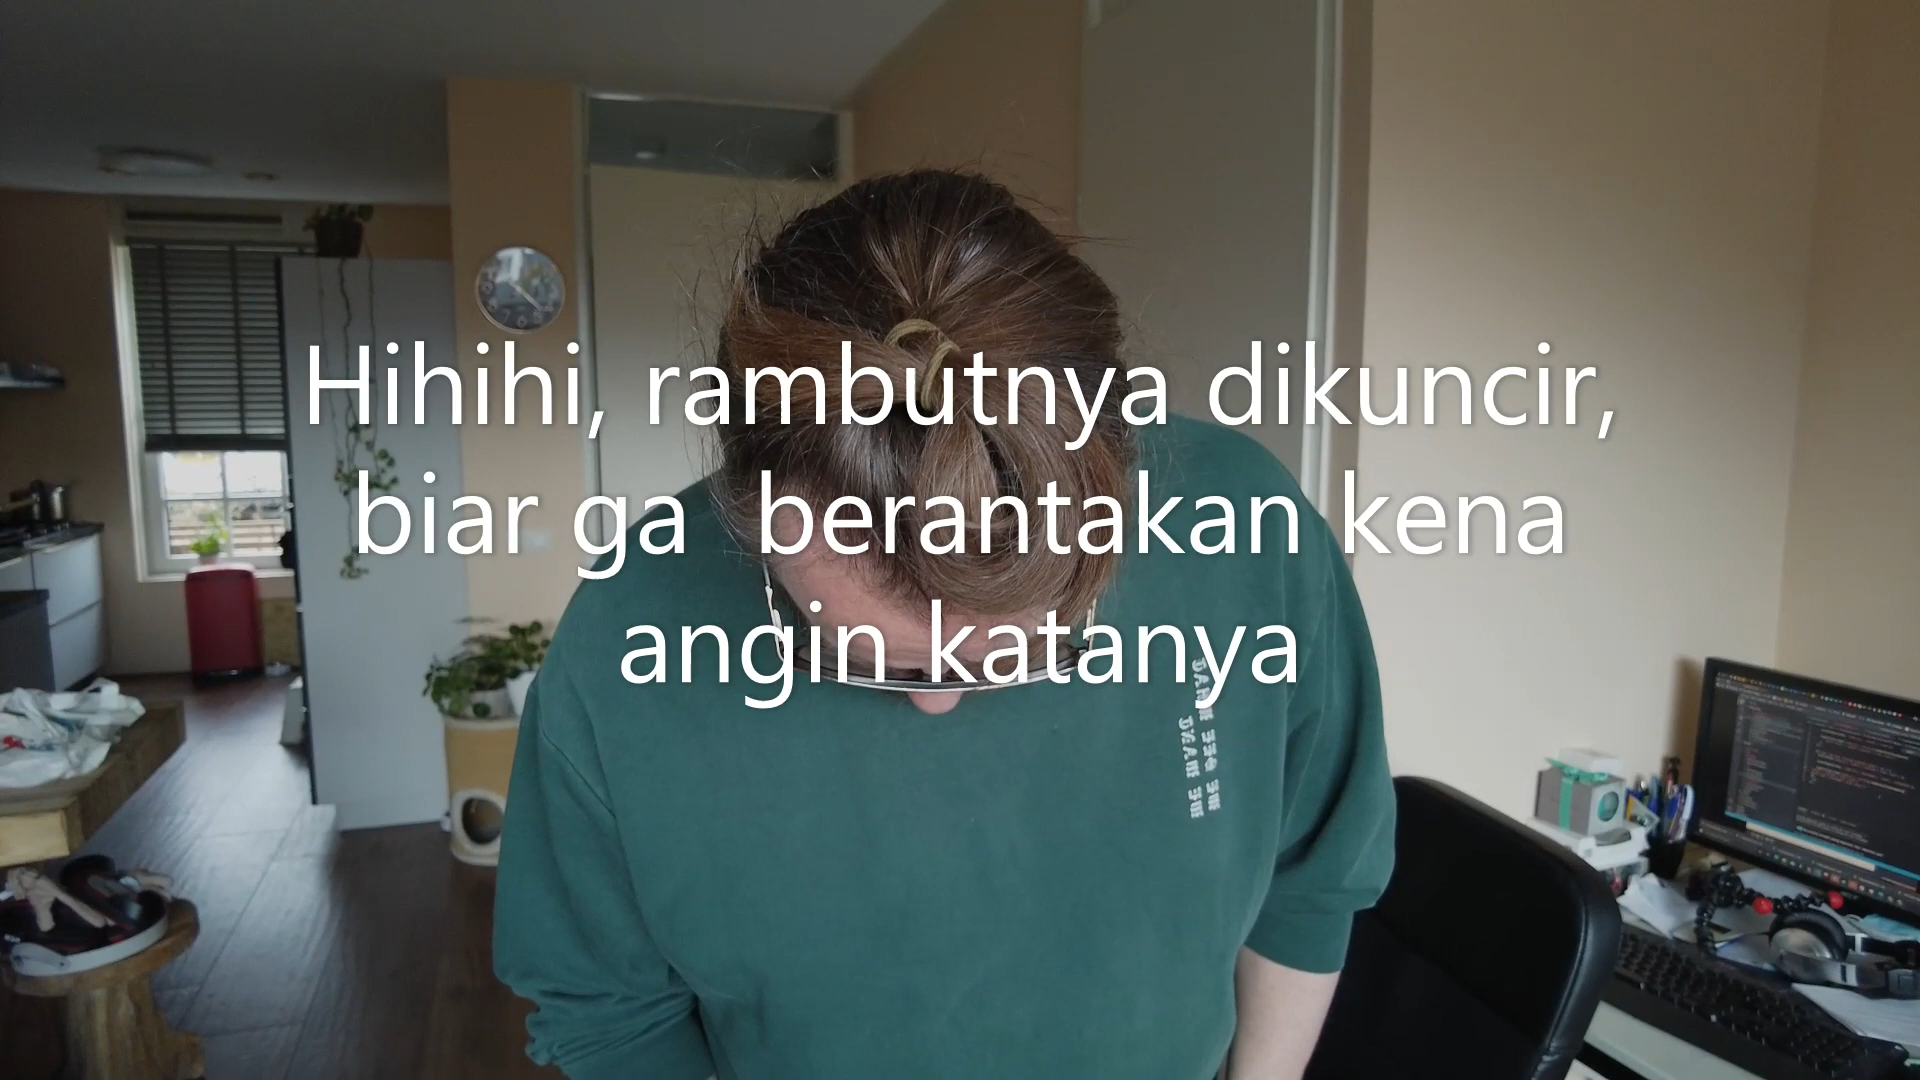 Hihihi, rambutnya dikuncir,
biar ga  berantakan kena
angin katanya